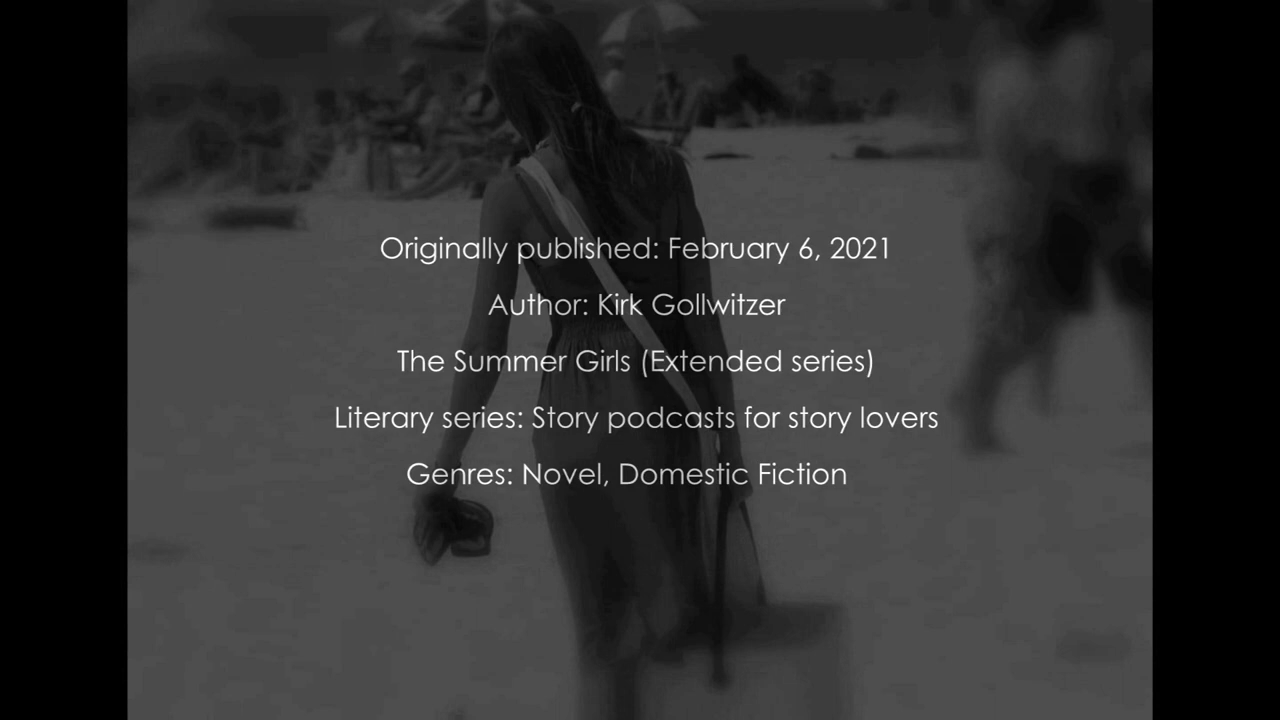 Originally published: February 6, 2021
Author: Kirk Gollwitzer
The Summer Girls (Extended series)
Literary series: Story podcasts for story lovers
Genres: Novel, Domestic Fiction